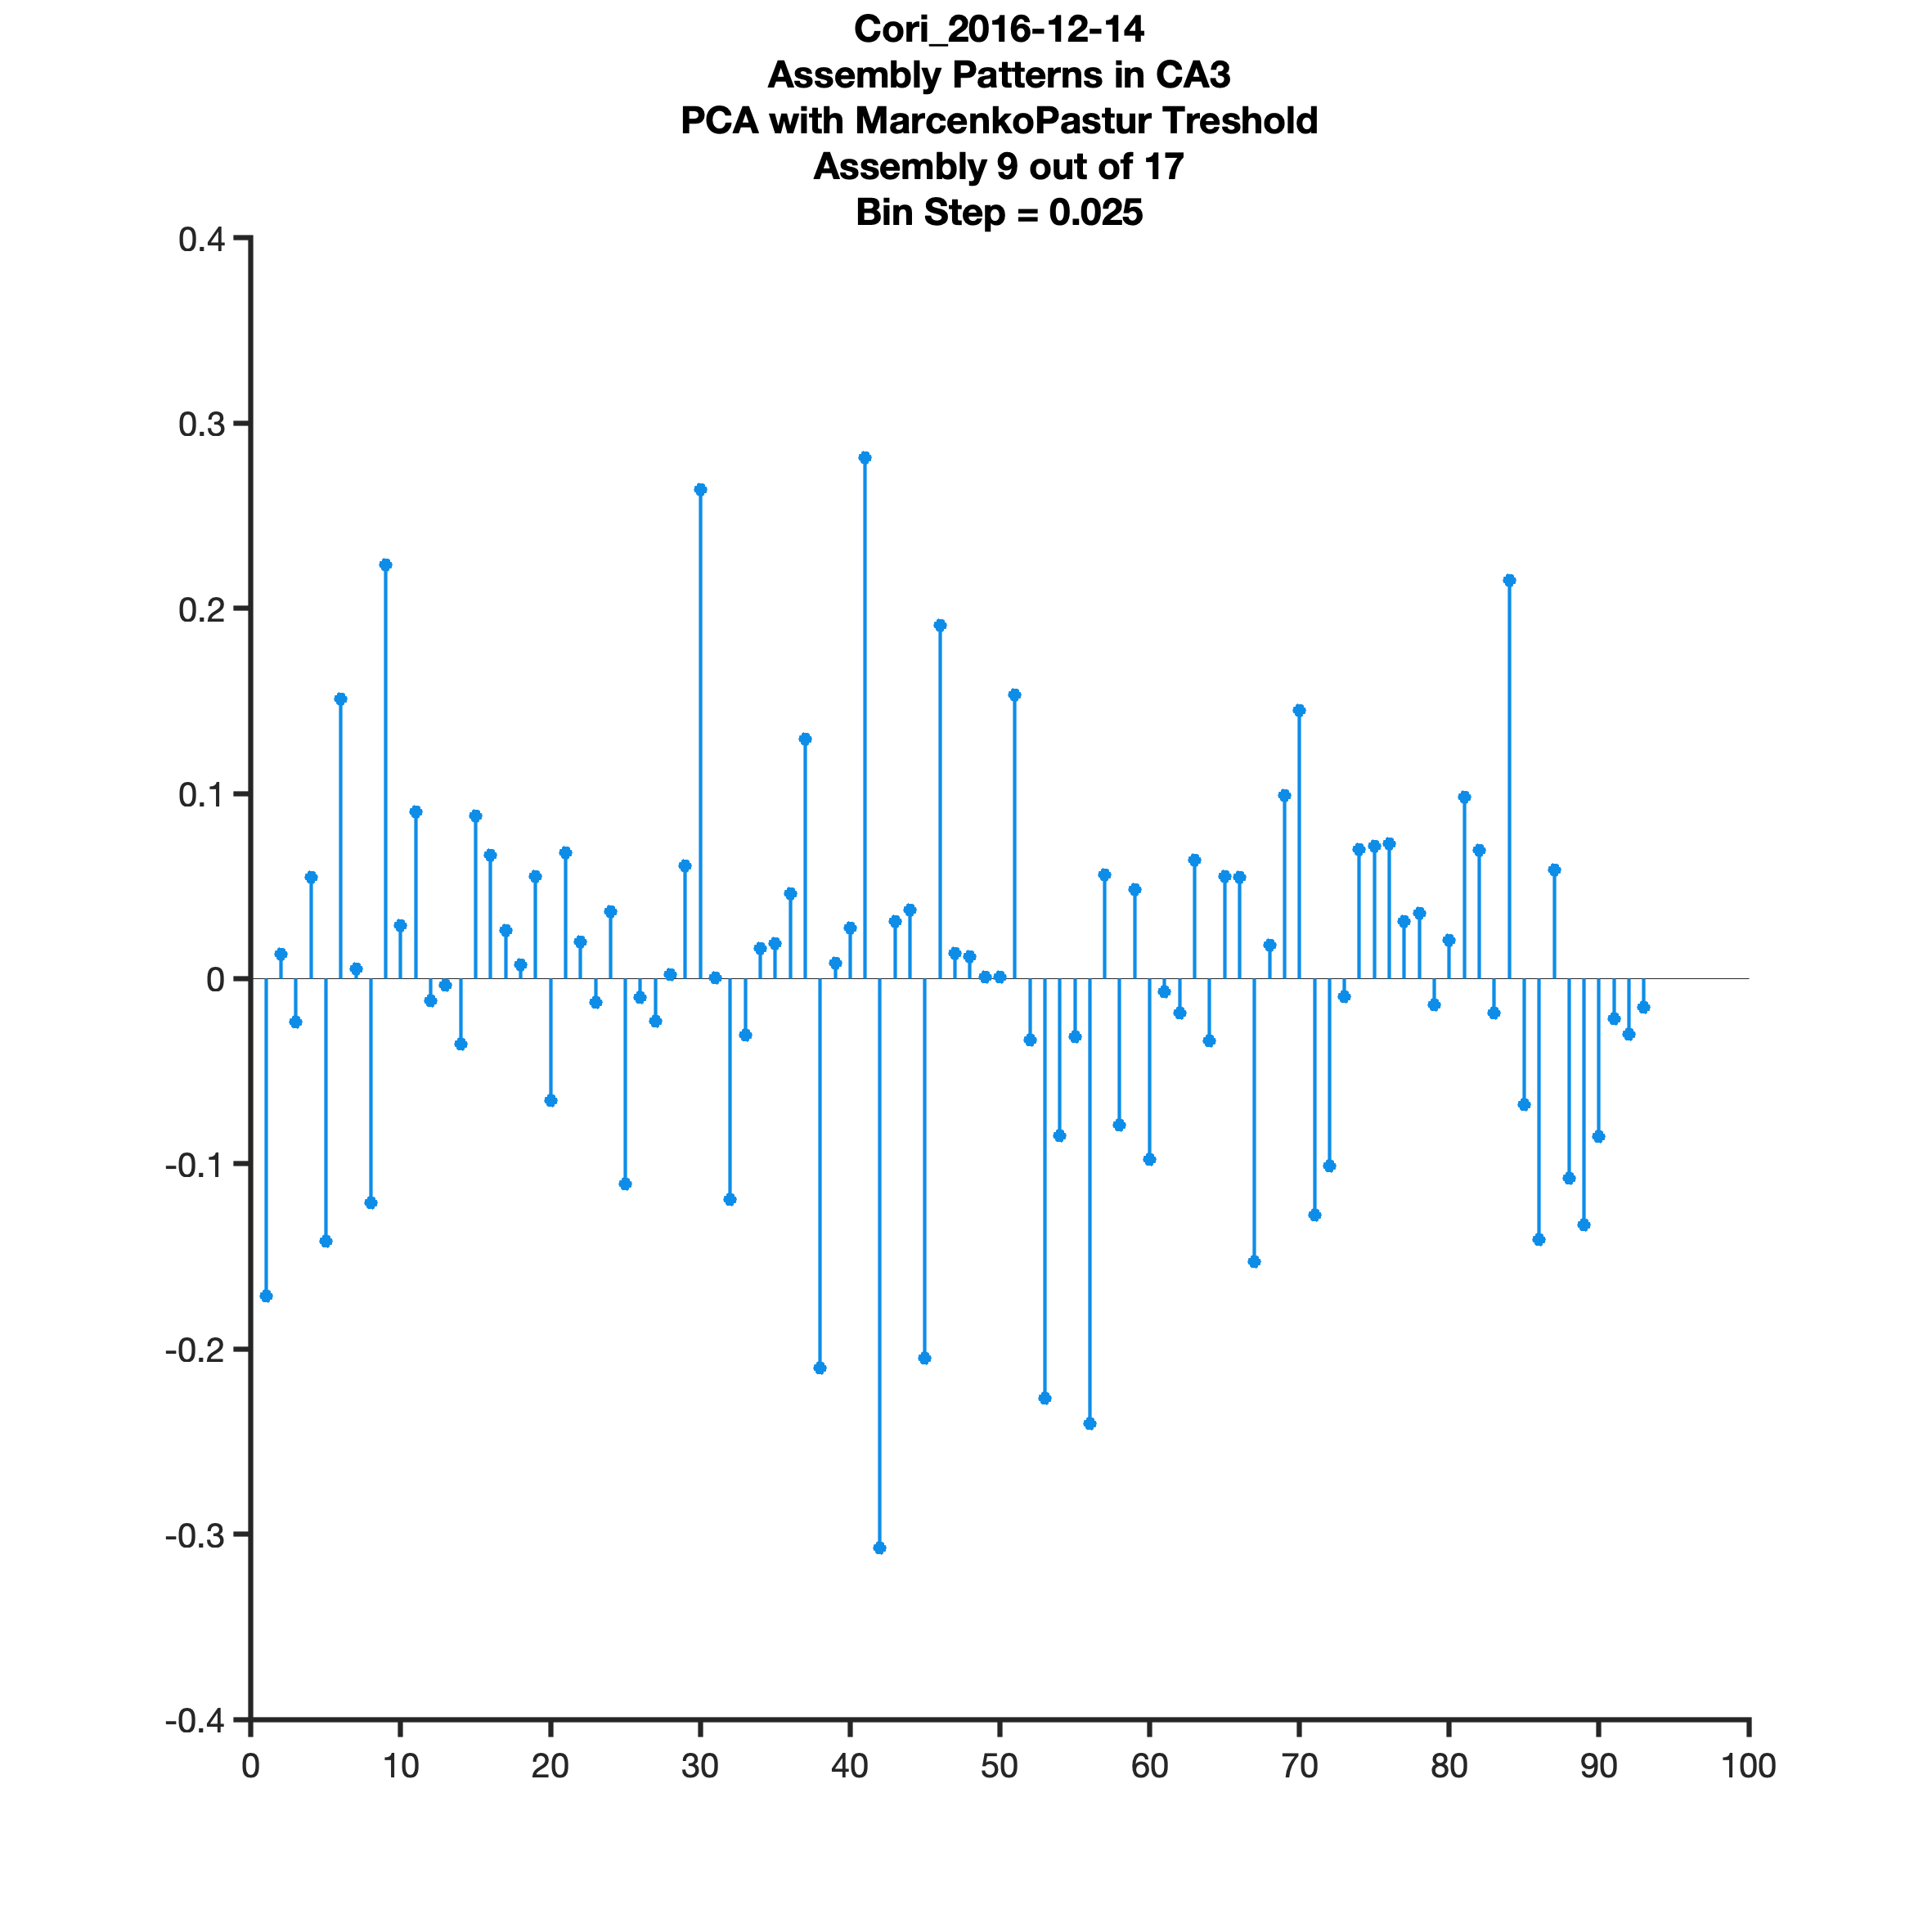 Cori_2016-12-14
Assembly Patterns in CA3
PCA with MarcenkoPastur Treshold
Assembly 9 out of 17
Bin Step = 0.025
0.4
0.3
0.2
0.1
0
-0.1
-0.2
-0.3
-0.4
0 10 20 30 40 50 60 70 80 90 100